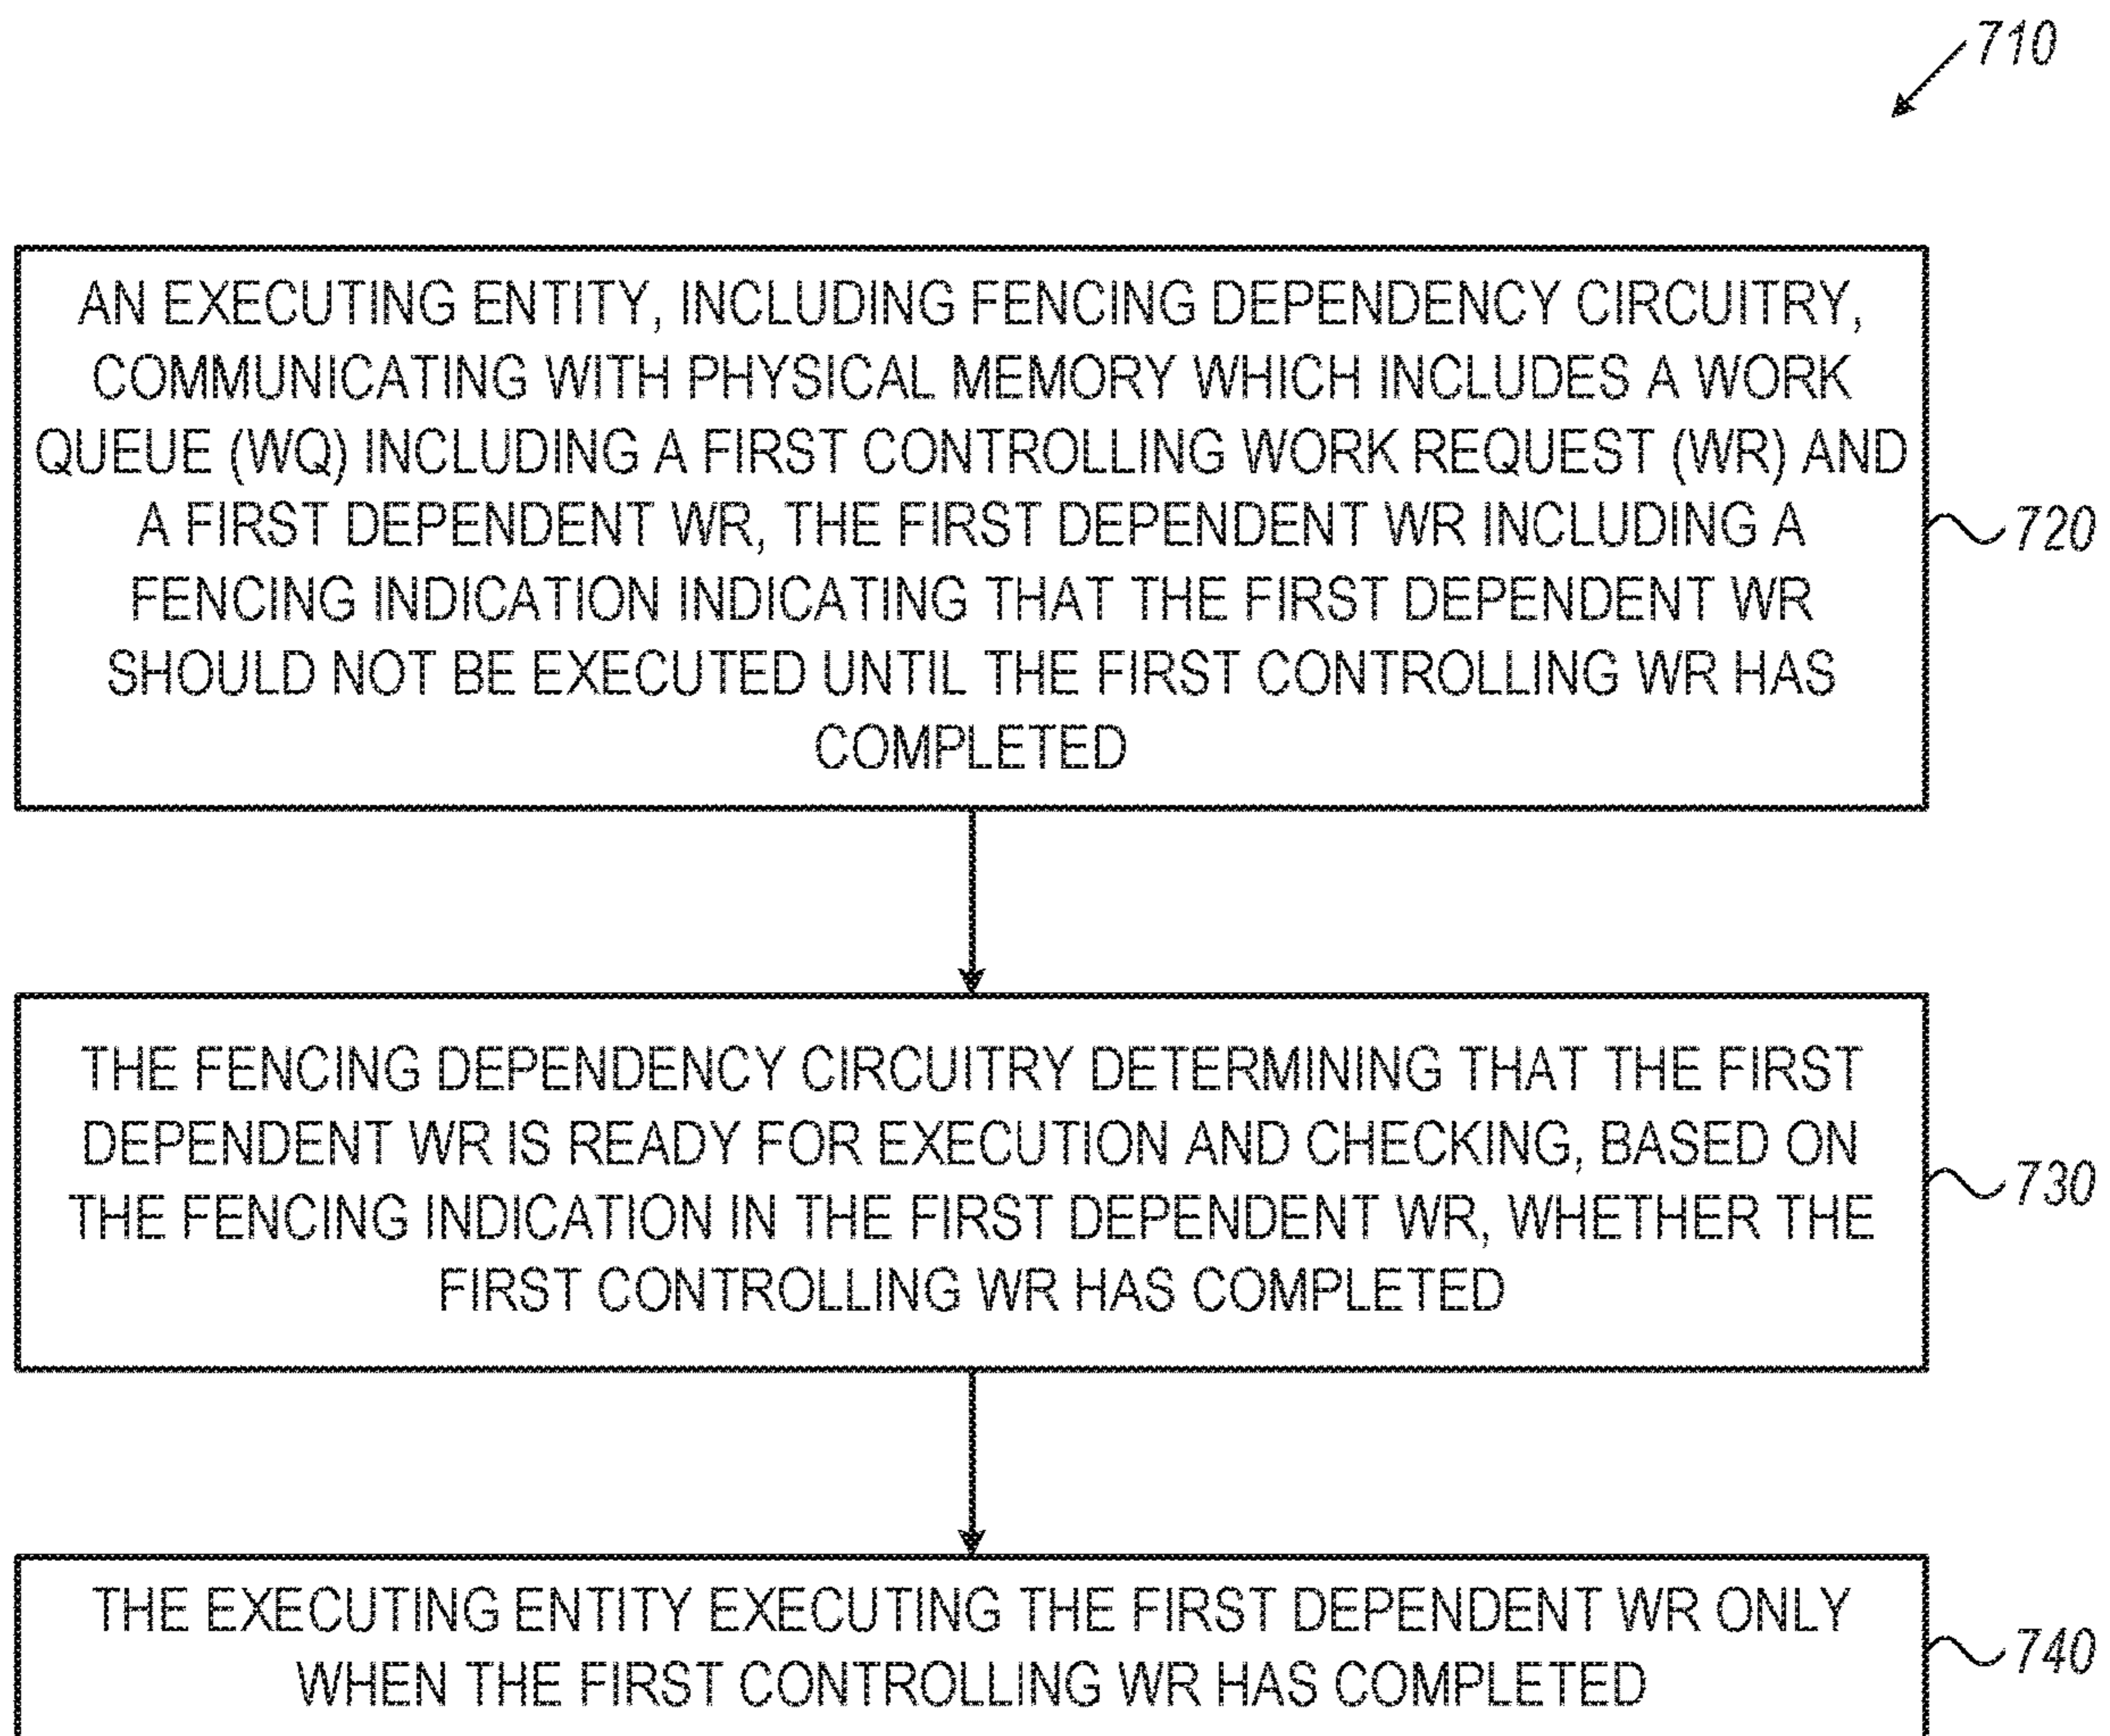 710
AN EXECUTING ENTITY, INCLUDING FENCING DEPENDENCY CIRCUITRY,
COMMUNICATING WITH PHYSICAL MEMORY WHICH INCLUDES A WORK
QUEUE (WQ) INCLUDING A FIRST CONTROLLING WORK REQUEST (WR) AND
A FIRST DEPENDENT WR, THE FIRST DEPENDENT WR INCLUDING A
FENCING INDICATION INDICATING THAT THE FIRST DEPENDENT WR
SHOULD NOT BE EXECUTED UNTIL THE FIRST CONTROLLING WR HAS
COMPLETED
720
THE FENCING DEPENDENCY CIRCUITRY DETERMINING THAT THE FIRST
DEPENDENT WR IS READY FOR EXECUTION AND CHECKING, BASED ON
THE FENCING INDICATION IN THE FIRST DEPENDENT WR, WHETHER THE
FIRST CONTROLLING WR HAS COMPLETED
730
THE EXECUTING ENTITY EXECUTING THE FIRST DEPENDENT WR ONLY
WHEN THE FIRST CONTROLLING WR HAS COMPLETED
740